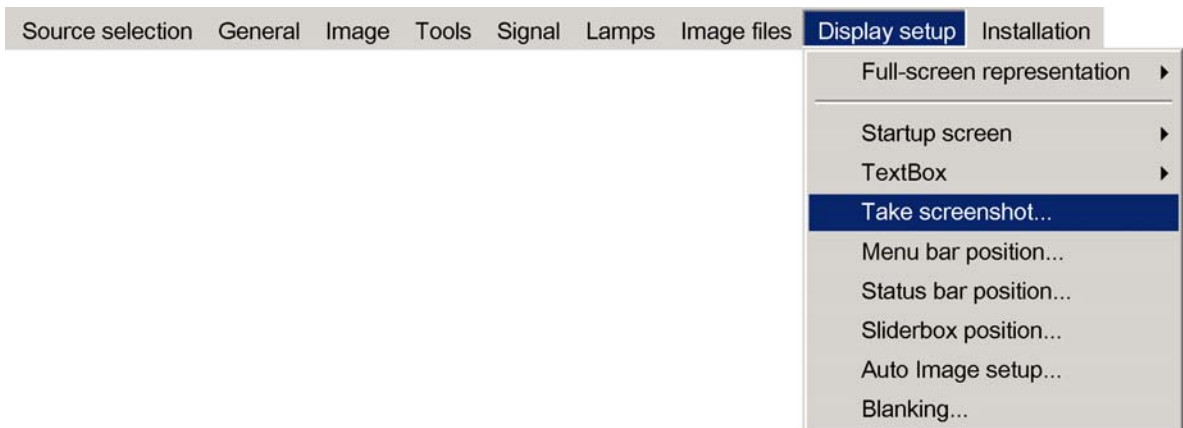 Source selection General Image Tools Signal Lamps Image files Display setup Installation
Full-screen representation
Startup screen
TextBox
Take screenshot...
Menu bar position...
Status bar position...
Sliderbox position...
Auto Image setup...
Blanking...